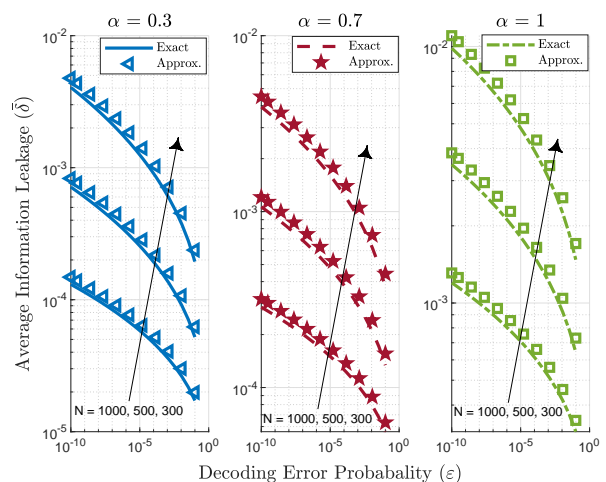 α = 0.3
α = 0.7
α = 1
Exact
Approx.
Exact
Approx.
Exact
Approx.
10^-2
10^-3
10^-4
10^-5
10^-2
10^-3
10^-4
10^-2
10^-3
Average Information Leakage (δ̄)
N = 1000, 500, 300
N = 1000, 500, 300
N = 1000, 500, 300
10^-10 10^-5 10^0
10^-10 10^-5 10^0
10^-10 10^-5 10^0
Decoding Error Probabality (ε)